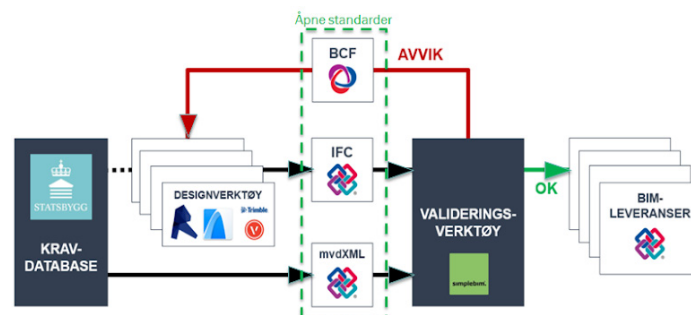 Åpne standarder
BCF
AVVIK
STATSBYGG
KRAV-
DATABASE
DESIGNVERKTØY
Trimble
IFC
mvdXML
VALIDERINGS-
VERKTØY
simplebim.
OK
BIM-
LEVERANSER